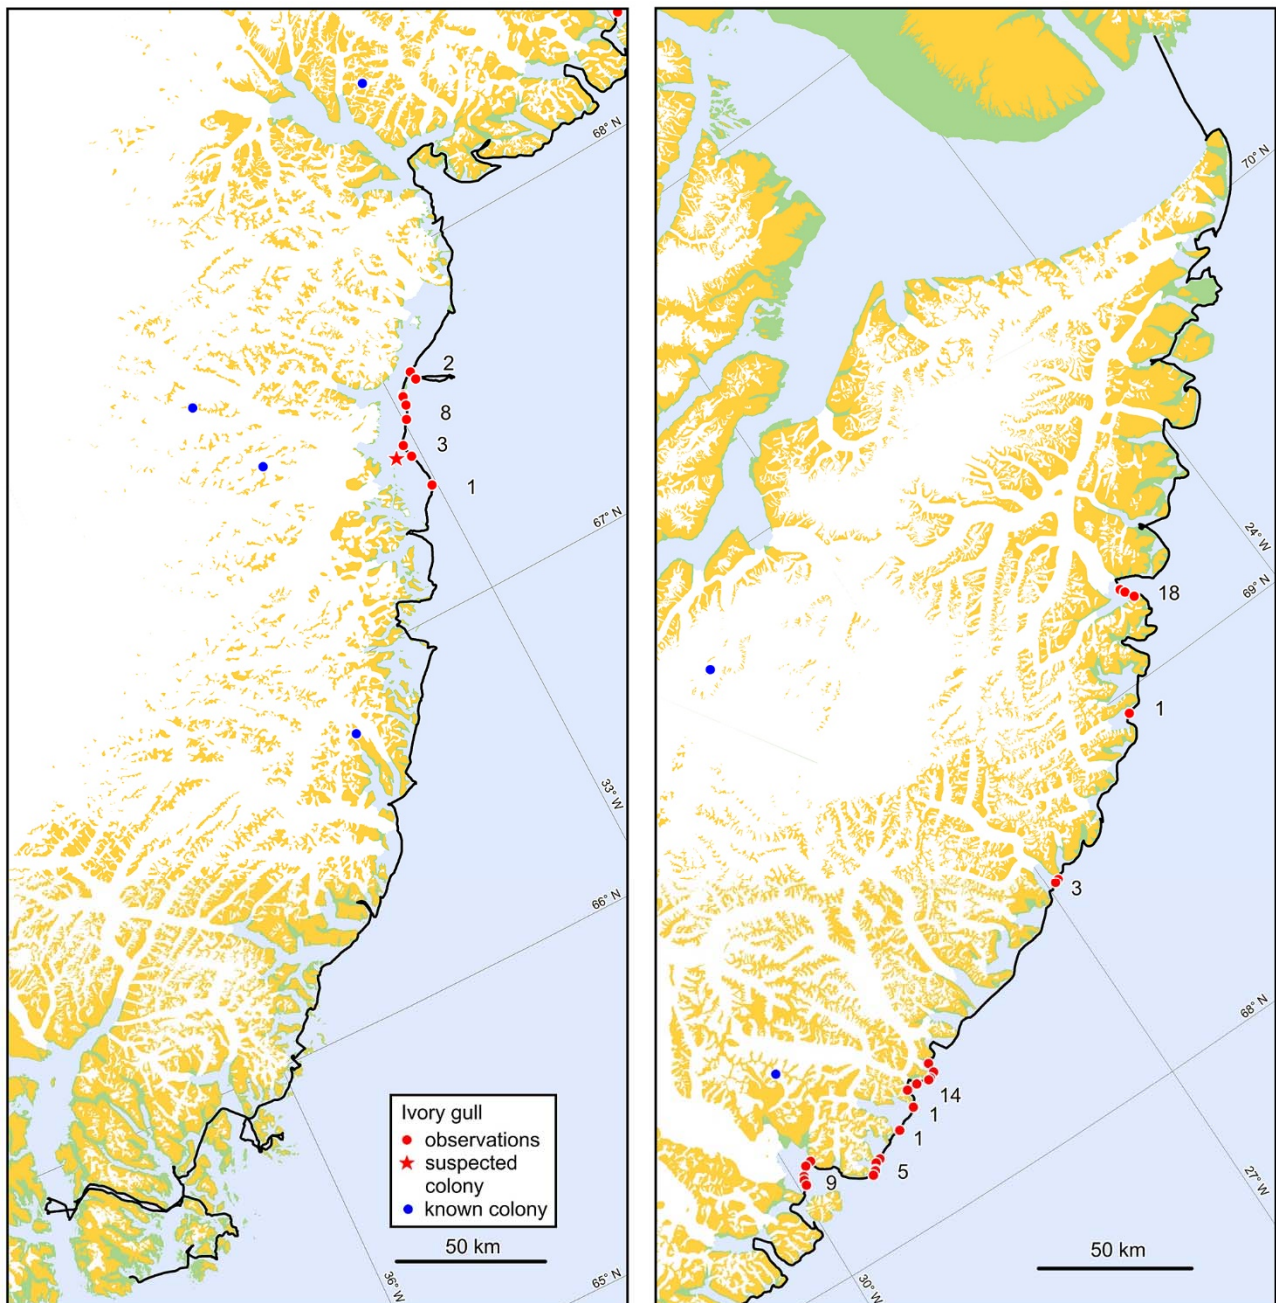 68° N
2
8
3
1
67° N
33° W
66° N
Ivory gull
observations
suspected
colony
known colony
50 km
36° W
65° N
70° N
24° W
69° N
18
1
3
68° N
14
1
1
5
9
27° W
50 km
30° W